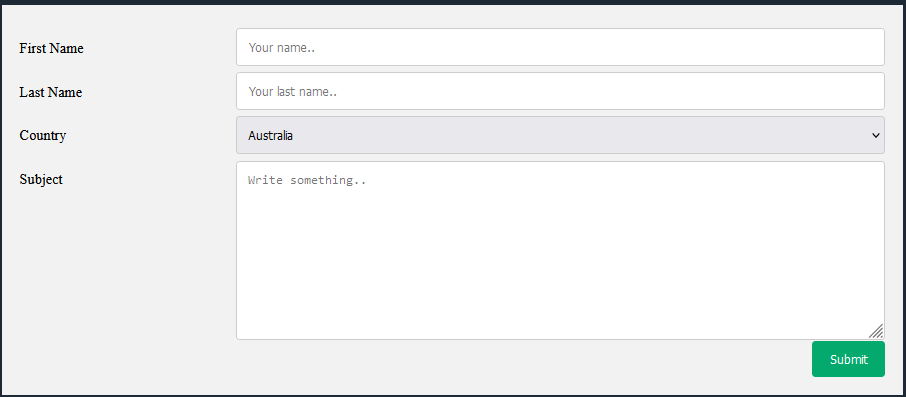 First Name
Your name..
Last Name
Your last name..
Country
Australia
Subject
Write something..
Submit